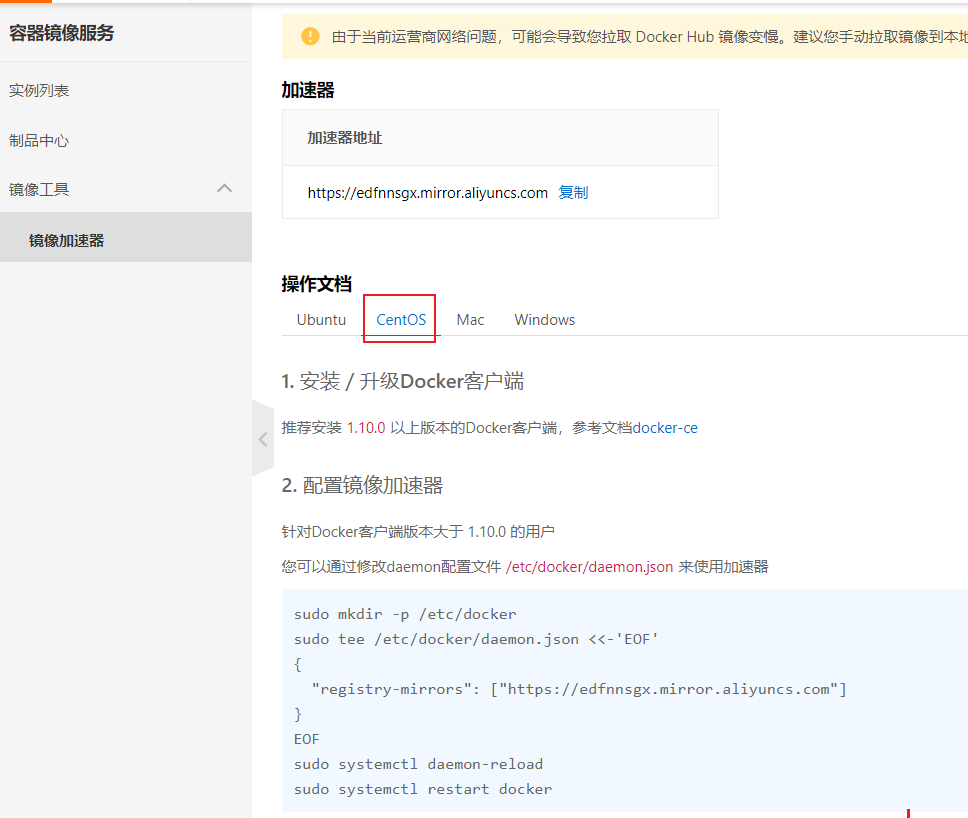 容器镜像服务
实例列表
制品中心
镜像工具
镜像加速器
由于当前运营商网络问题，可能会导致您拉取 Docker Hub 镜像变慢。建议您手动拉取镜像到本地
加速器
加速器地址
https://edfnnsgx.mirror.aliyuncs.com 复制
操作文档
Ubuntu CentOS Mac Windows
1. 安装 / 升级Docker客户端
推荐安装 1.10.0 以上版本的Docker客户端，参考文档docker-ce
2. 配置镜像加速器
针对Docker客户端版本大于 1.10.0 的用户
您可以通过修改daemon配置文件 /etc/docker/daemon.json 来使用加速器
sudo mkdir -p /etc/docker
sudo tee /etc/docker/daemon.json <<-'EOF'
{
  "registry-mirrors": ["https://edfnnsgx.mirror.aliyuncs.com"]
}
EOF
sudo systemctl daemon-reload
sudo systemctl restart docker